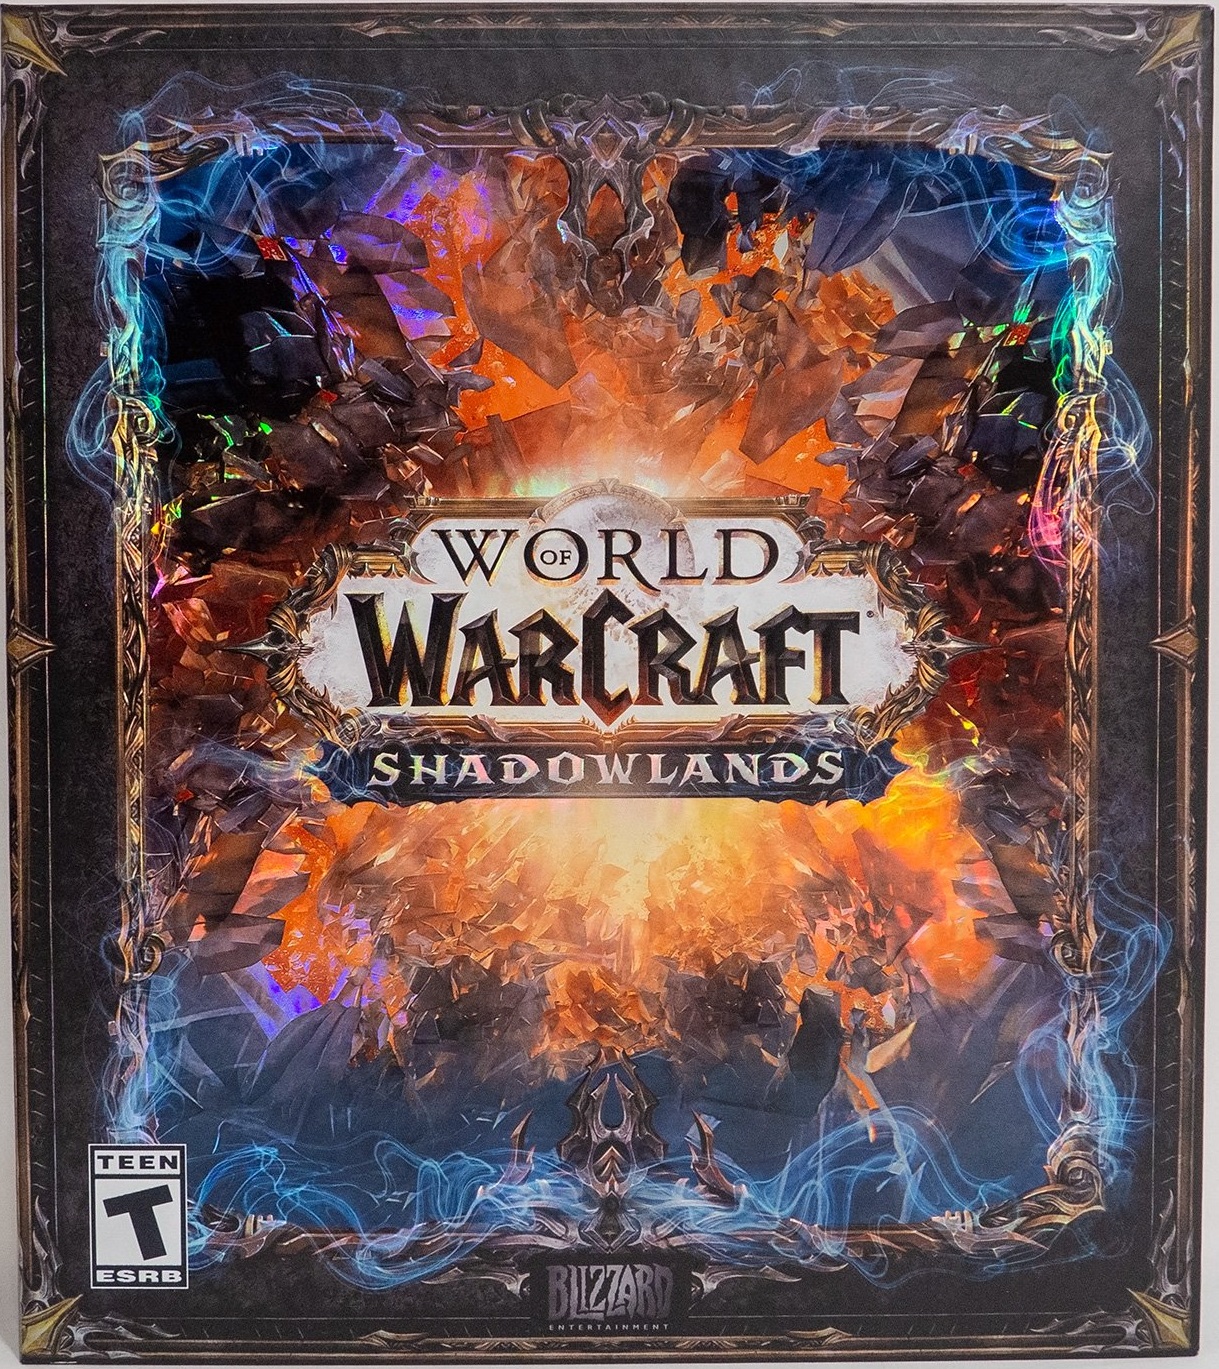 WORLD OF
WARCRAFT®
SHADOWLANDS
TEEN
T
ESRB
BLIZZARD
ENTERTAINMENT